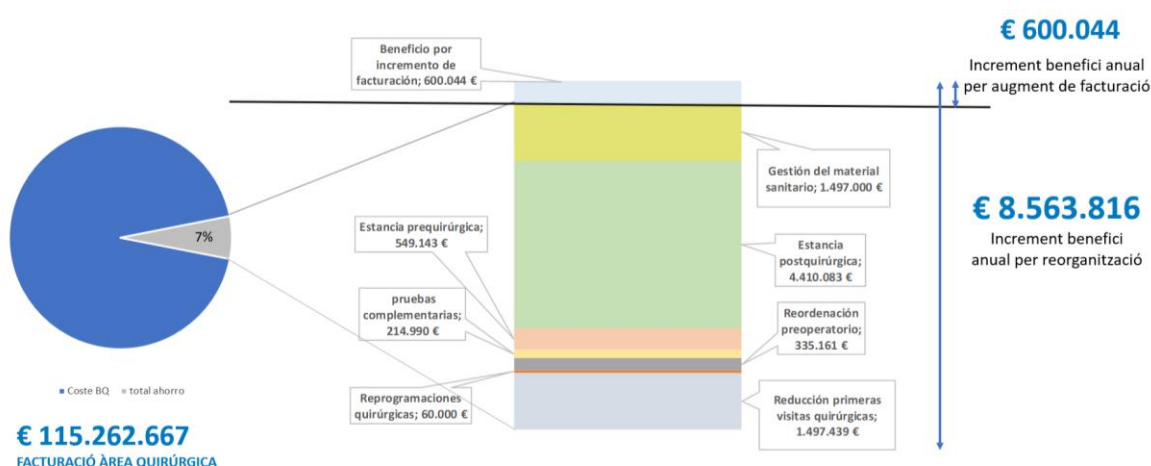 € 600.044
Increment benefici anual
per augment de facturació
Beneficio por
incremento de
facturación; 600.044 €
Gestión del material
sanitario; 1.497.000 €
€ 8.563.816
Increment benefici
anual per reorganització
Estancia prequirúrgica;
549.143 €
7%
Estancia
postquirúrgica;
4.410.083 €
pruebas
complementarias;
214.990 €
Reordenación
preoperatorio;
335.161 €
Reprogramaciones
quirúrgicas; 60.000 €
Reducción primeras
visitas quirúrgicas;
1.497.439 €
Coste BQ total ahorro
€ 115.262.667
FACTURACIÓ ÀREA QUIRÚRGICA